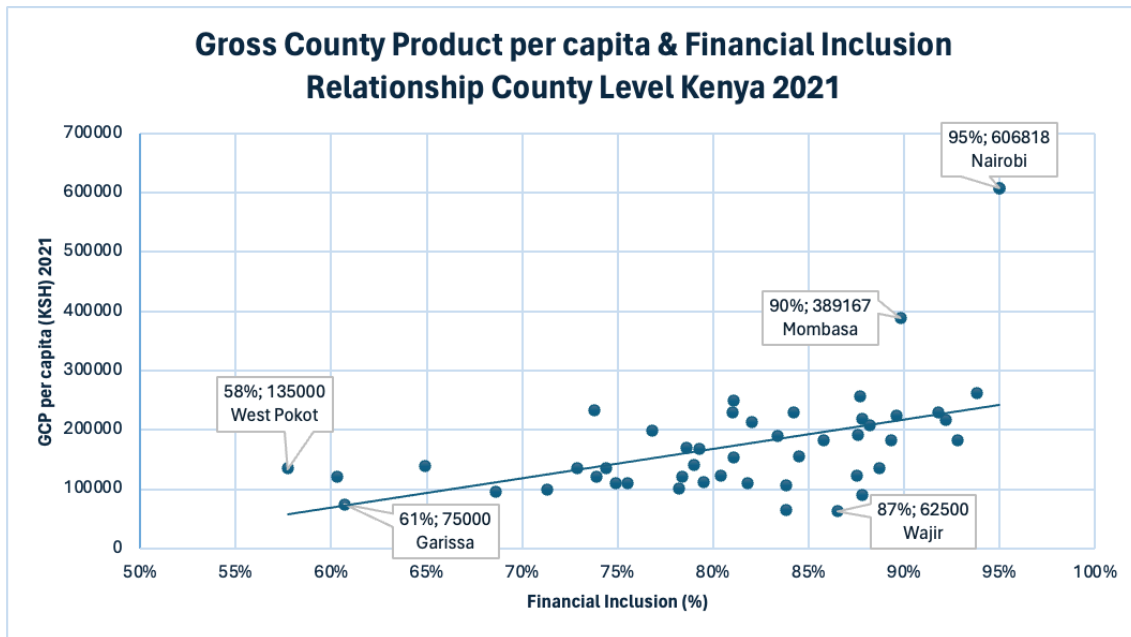 Gross County Product per capita & Financial Inclusion
Relationship County Level Kenya 2021
GCP per capita (KSH) 2021
700000
600000
500000
400000
300000
200000
100000
0
95%; 606818
Nairobi
90%; 389167
Mombasa
58%; 135000
West Pokot
61%; 75000
Garissa
87%; 62500
Wajir
50%
55%
60%
65%
70%
75%
80%
85%
90%
95%
100%
Financial Inclusion (%)